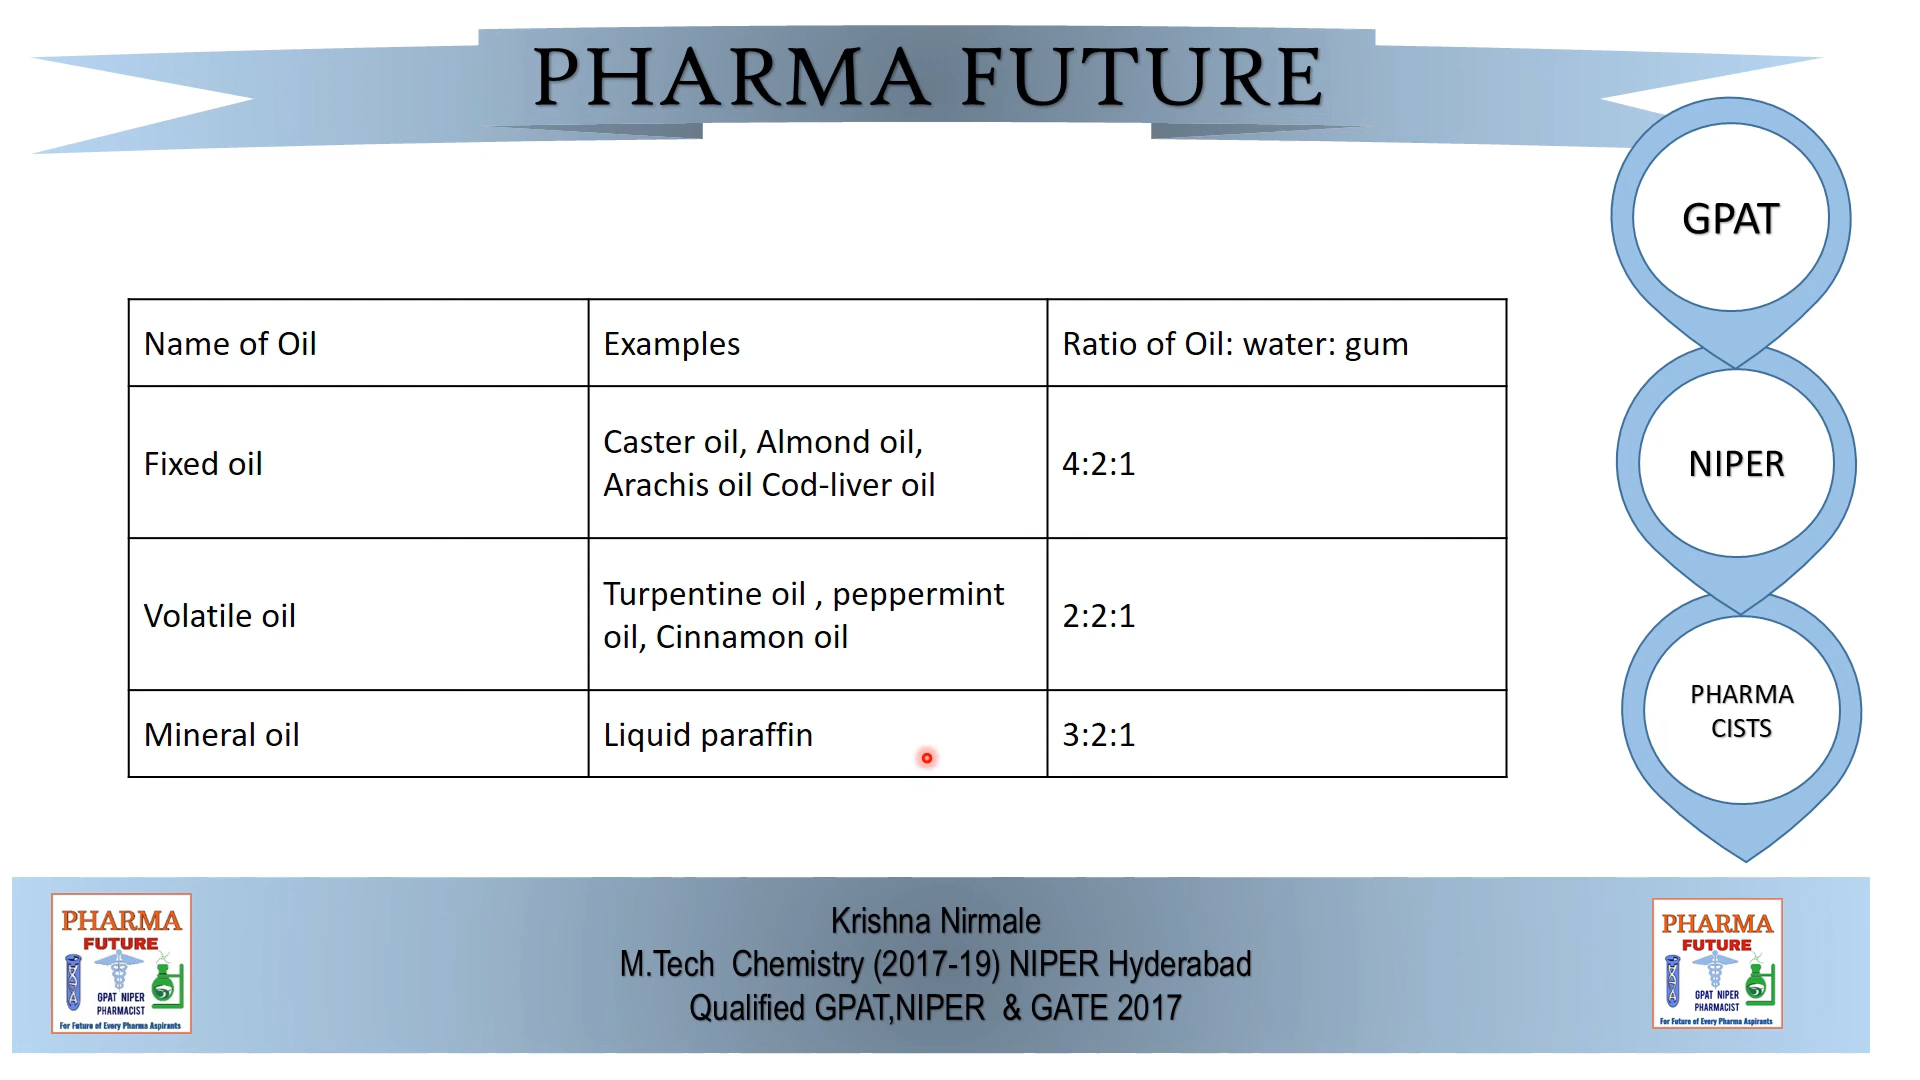 PHARMA FUTURE
GPAT
NIPER
PHARMA
CISTS
Name of Oil
Examples
Ratio of Oil: water: gum
Fixed oil
Caster oil, Almond oil,
Arachis oil Cod-liver oil
4:2:1
Volatile oil
Turpentine oil , peppermint
oil, Cinnamon oil
2:2:1
Mineral oil
Liquid paraffin
3:2:1
PHARMA
FUTURE
GPAT NIPER
PHARMACIST
For Future of Every Pharma Aspirants
Krishna Nirmale
M.Tech Chemistry (2017-19) NIPER Hyderabad
Qualified GPAT,NIPER & GATE 2017
PHARMA
FUTURE
GPAT NIPER
PHARMACIST
For Future of Every Pharma Aspirants